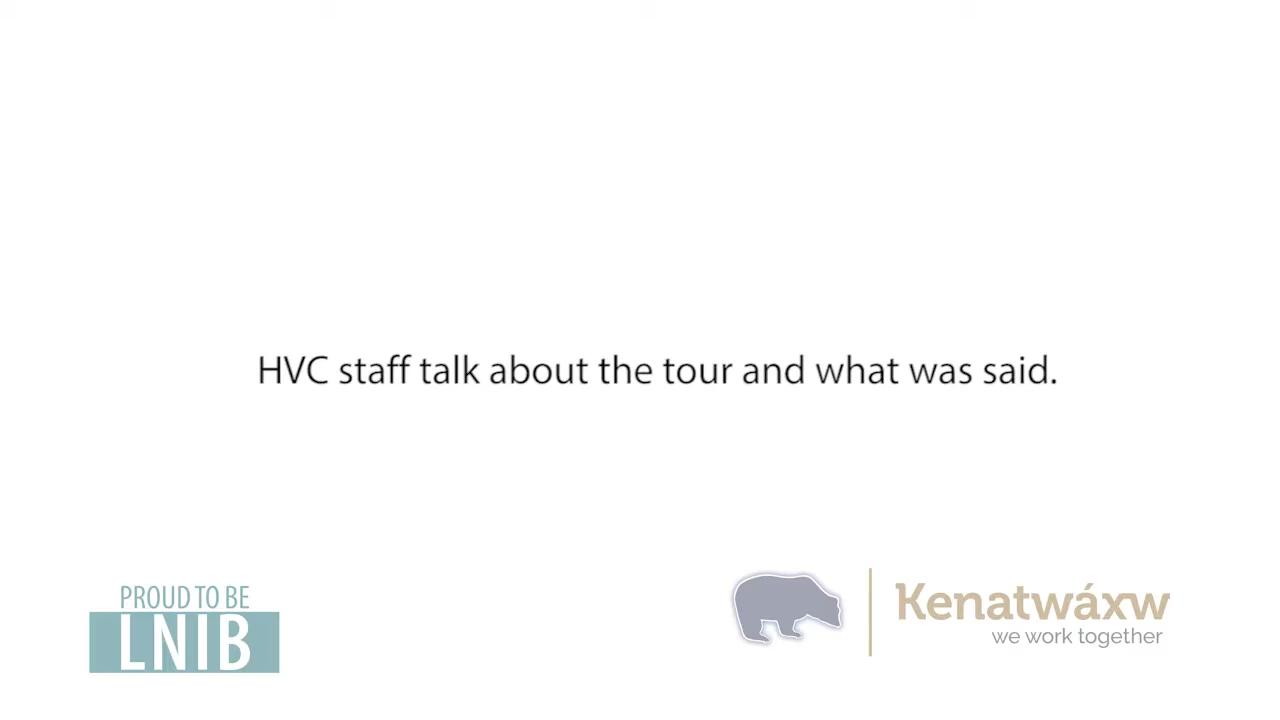 HVC staff talk about the tour and what was said.
PROUD TO BE
LNIB
Kenatwáxw
we work together